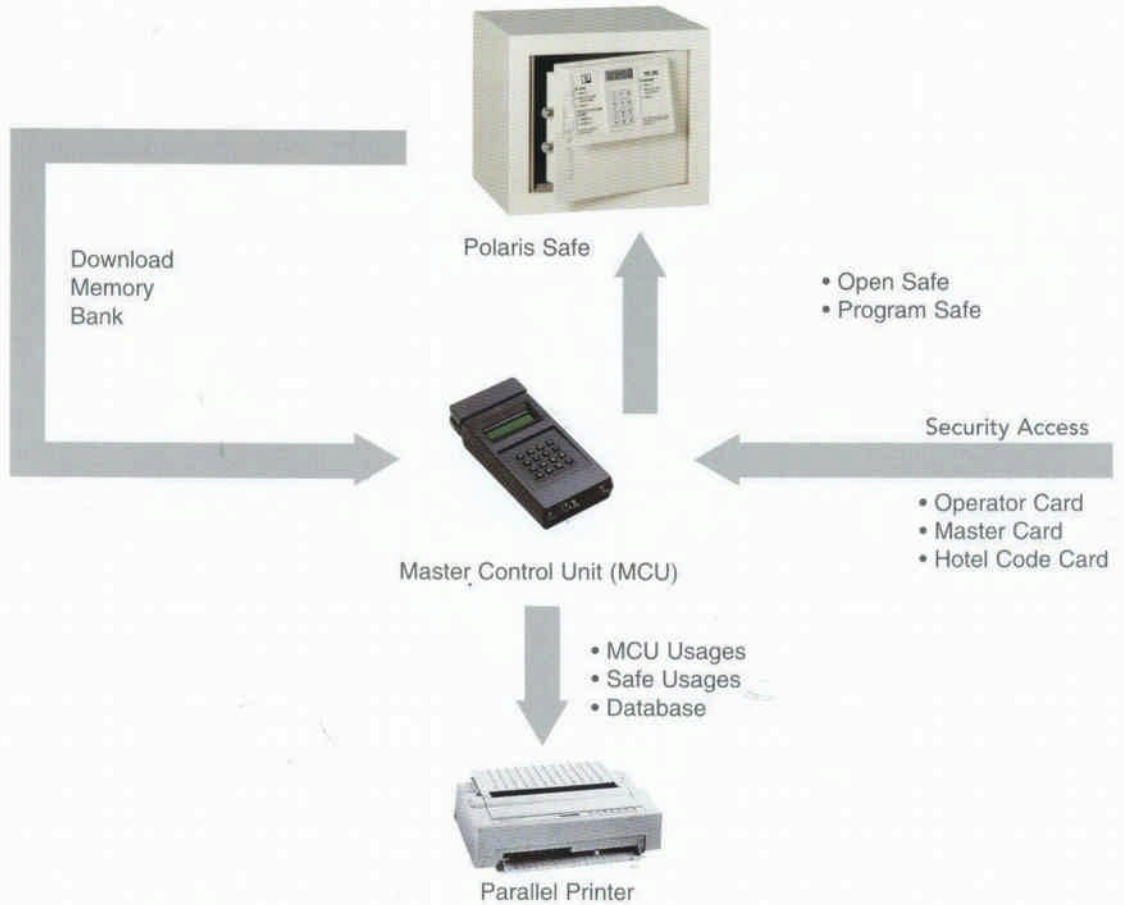 Polaris Safe
Download
Memory
Bank
• Open Safe
• Program Safe
Security Access
• Operator Card
• Master Card
• Hotel Code Card
Master Control Unit (MCU)
• MCU Usages
• Safe Usages
• Database
Parallel Printer